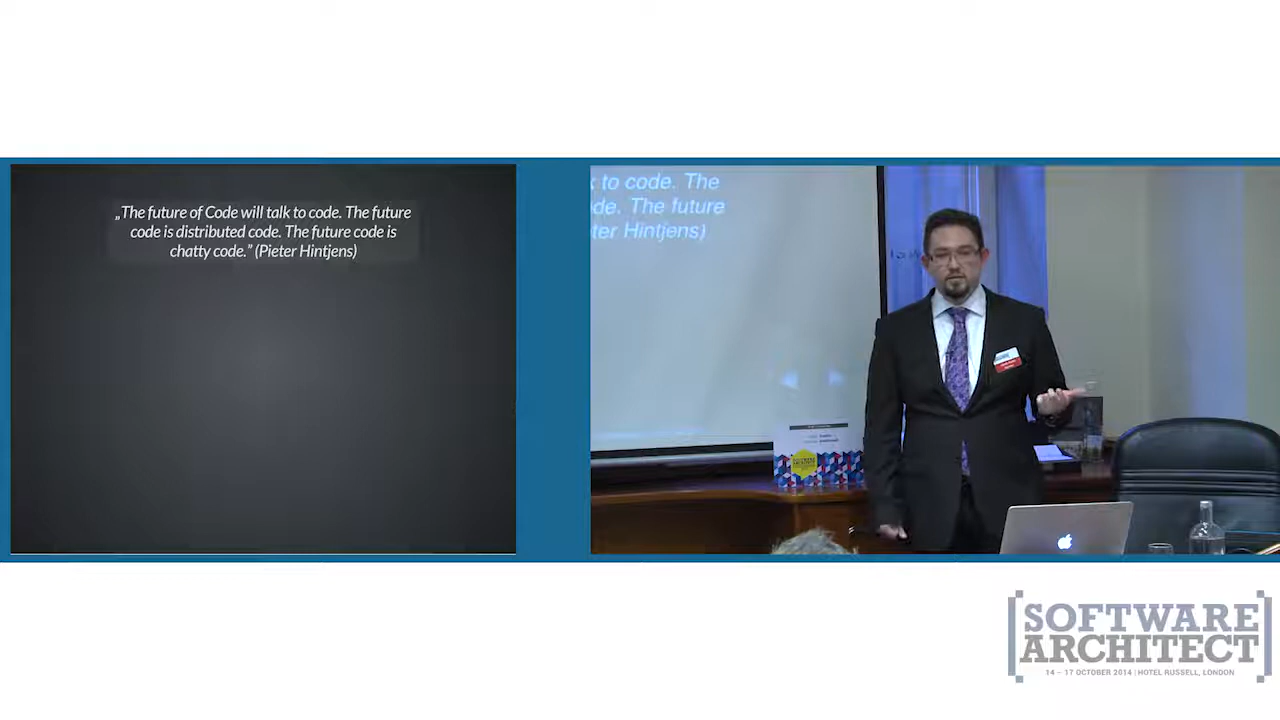 „The future of Code will talk to code. The future
code is distributed code. The future code is
chatty code.” (Pieter Hintjens)
to code. The
de. The future
ter Hintjens)
SOFTWARE
ARCHITECT
[SOFTWARE
ARCHITECT]
14 – 17 OCTOBER 2014 | HOTEL RUSSELL, LONDON